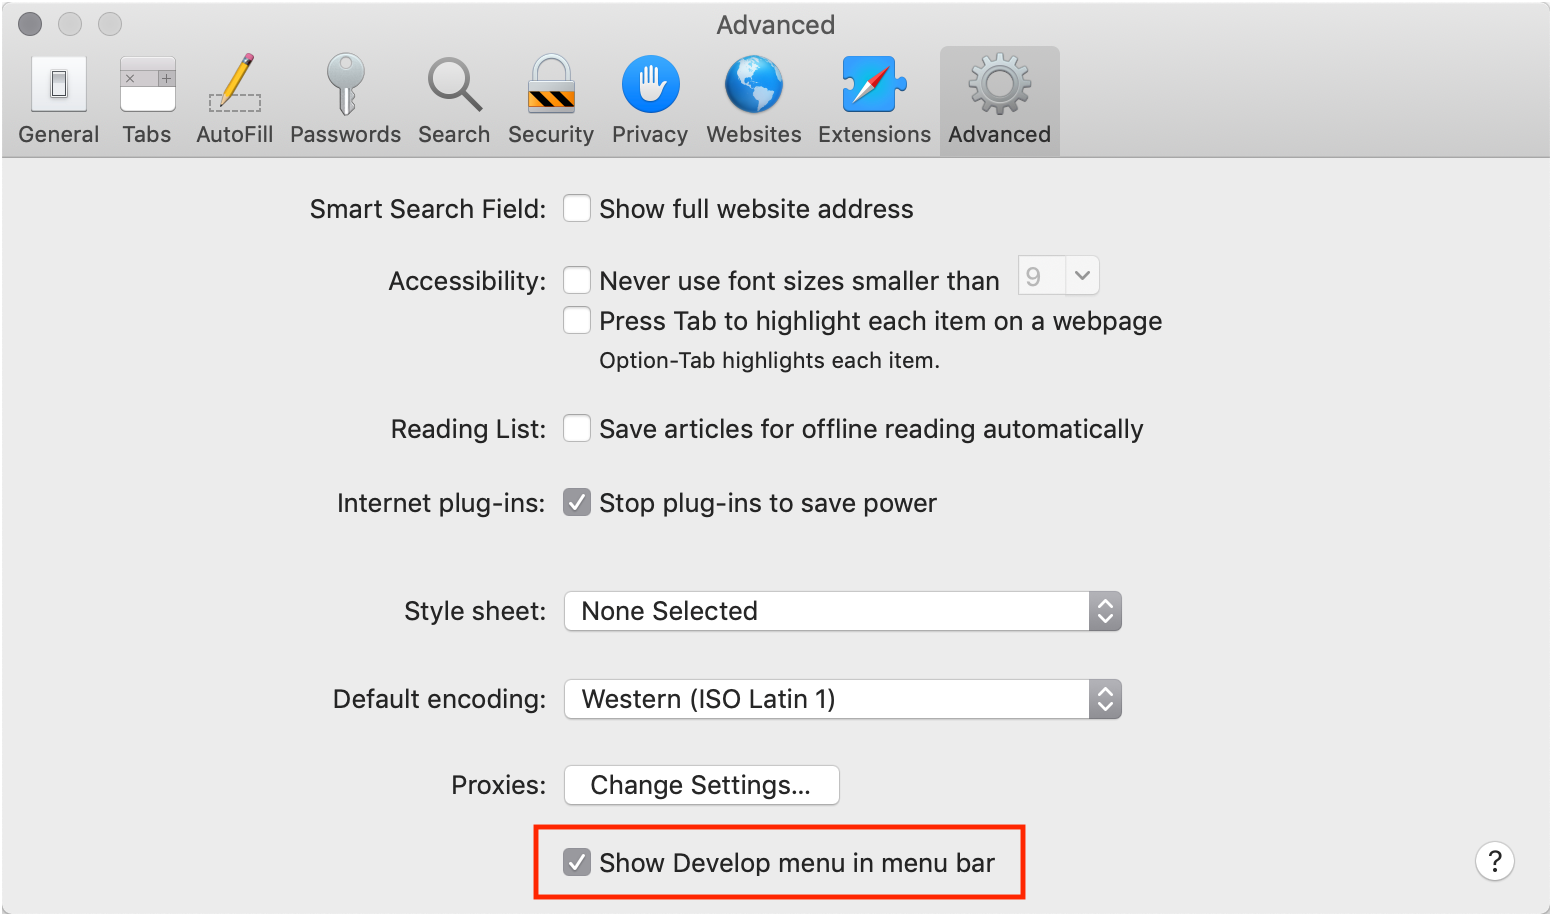 Advanced
General Tabs AutoFill Passwords Search Security Privacy Websites Extensions Advanced
Smart Search Field: Show full website address
Accessibility: Never use font sizes smaller than 9
Press Tab to highlight each item on a webpage
Option-Tab highlights each item.
Reading List: Save articles for offline reading automatically
Internet plug-ins: Stop plug-ins to save power
Style sheet: None Selected
Default encoding: Western (ISO Latin 1)
Proxies: Change Settings...
Show Develop menu in menu bar
?